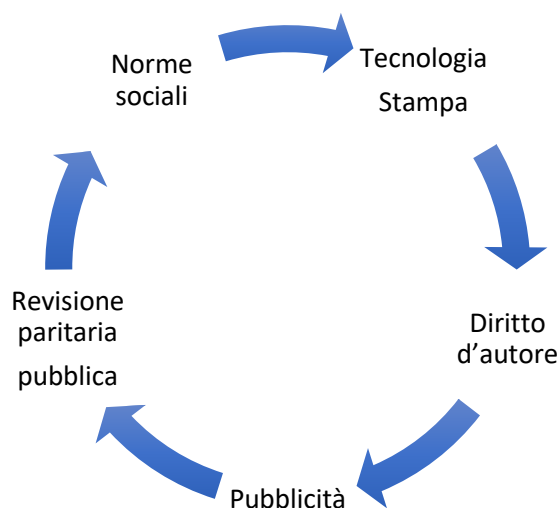 Norme
sociali
Tecnologia
Stampa
Diritto
d’autore
Pubblicità
Revisione
paritaria
pubblica